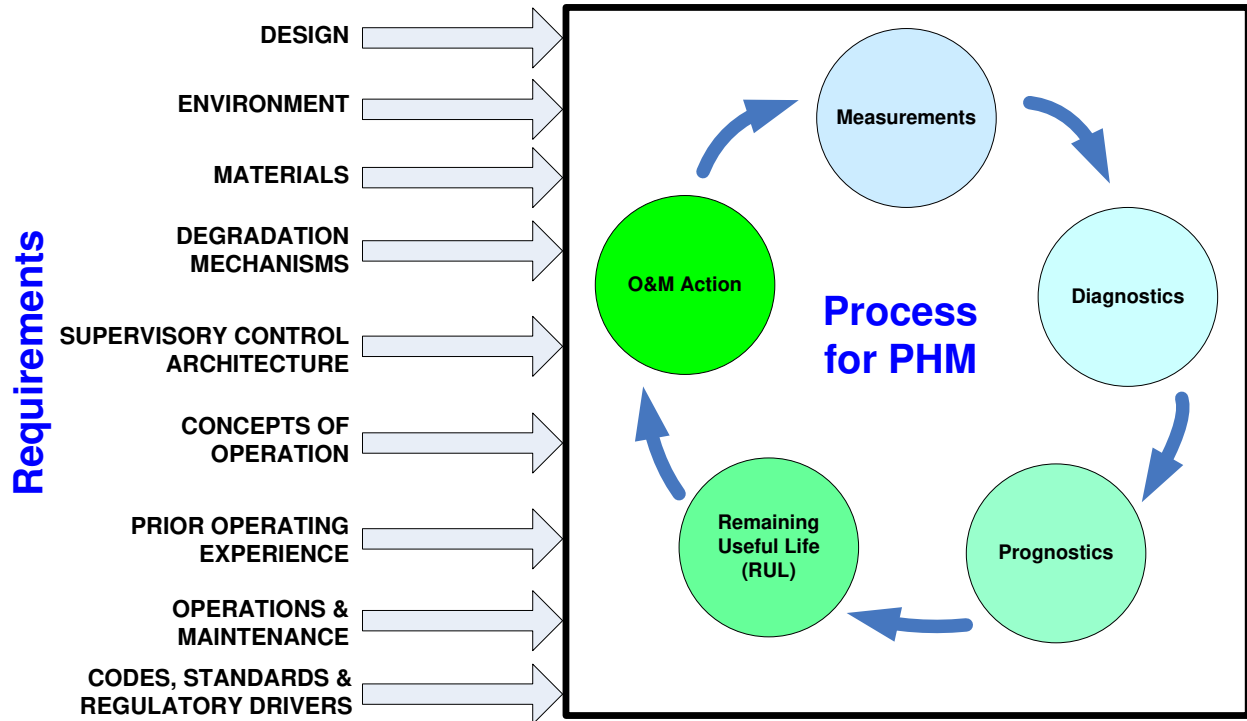 Requirements
DESIGN
ENVIRONMENT
MATERIALS
DEGRADATION
MECHANISMS
SUPERVISORY CONTROL
ARCHITECTURE
CONCEPTS OF
OPERATION
PRIOR OPERATING
EXPERIENCE
OPERATIONS &
MAINTENANCE
CODES, STANDARDS &
REGULATORY DRIVERS
Process
for PHM
Measurements
Diagnostics
Prognostics
Remaining
Useful Life
(RUL)
O&M Action